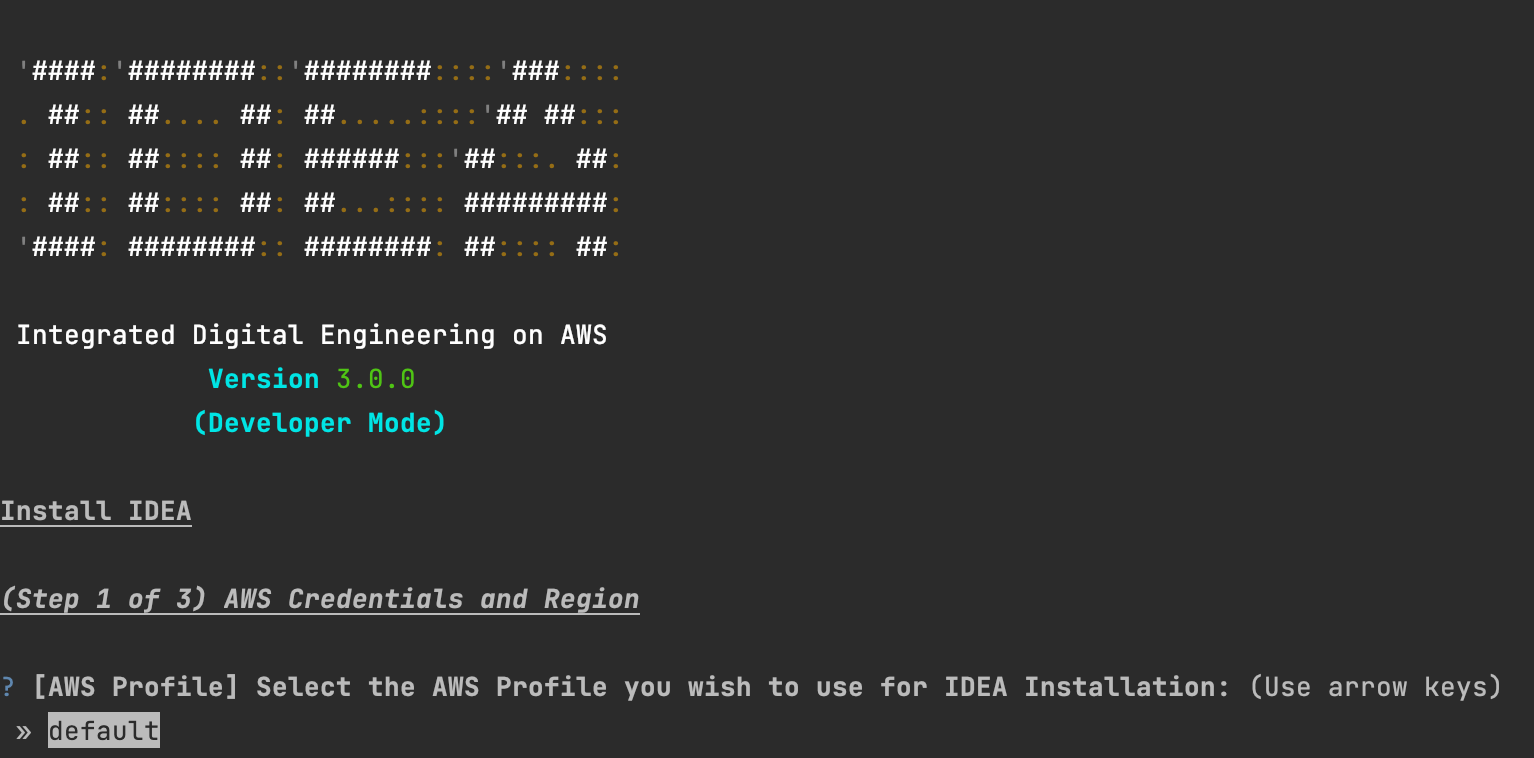 '####:'########::'########::::'###::::
. ##:: ##.... ##: ##.....::::'## ##:::
: ##:: ##:::: ##: ######:::'##:::. ##:
: ##:: ##:::: ##: ##...:::: #########:
'####: ########:: ########: ##:::: ##:
Integrated Digital Engineering on AWS
Version 3.0.0
(Developer Mode)
Install IDEA
(Step 1 of 3) AWS Credentials and Region
? [AWS Profile] Select the AWS Profile you wish to use for IDEA Installation: (Use arrow keys)
» default